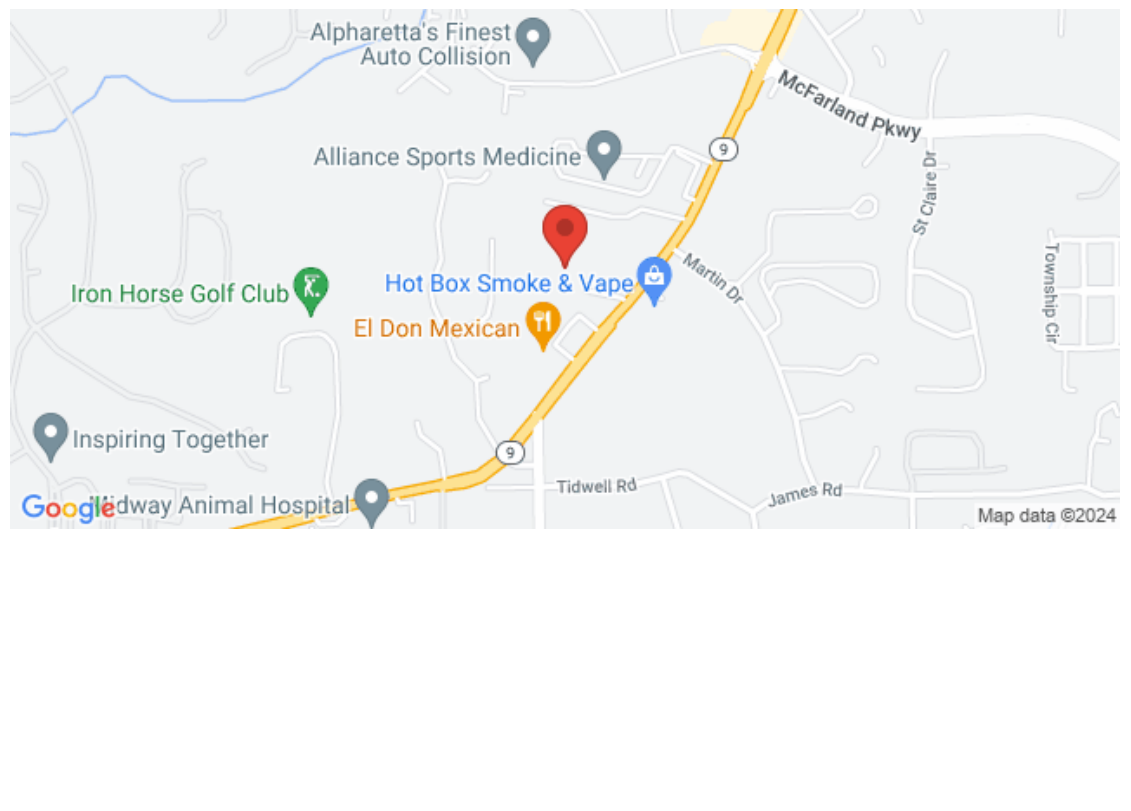 Alpharetta's Finest
Auto Collision
McFarland Pkwy
9
Alliance Sports Medicine
St Claire Dr
Martin Dr
Township Cir
Hot Box Smoke & Vape
Iron Horse Golf Club
El Don Mexican
Inspiring Together
9
Tidwell Rd
James Rd
Midway Animal Hospital
Google
Map data ©2024